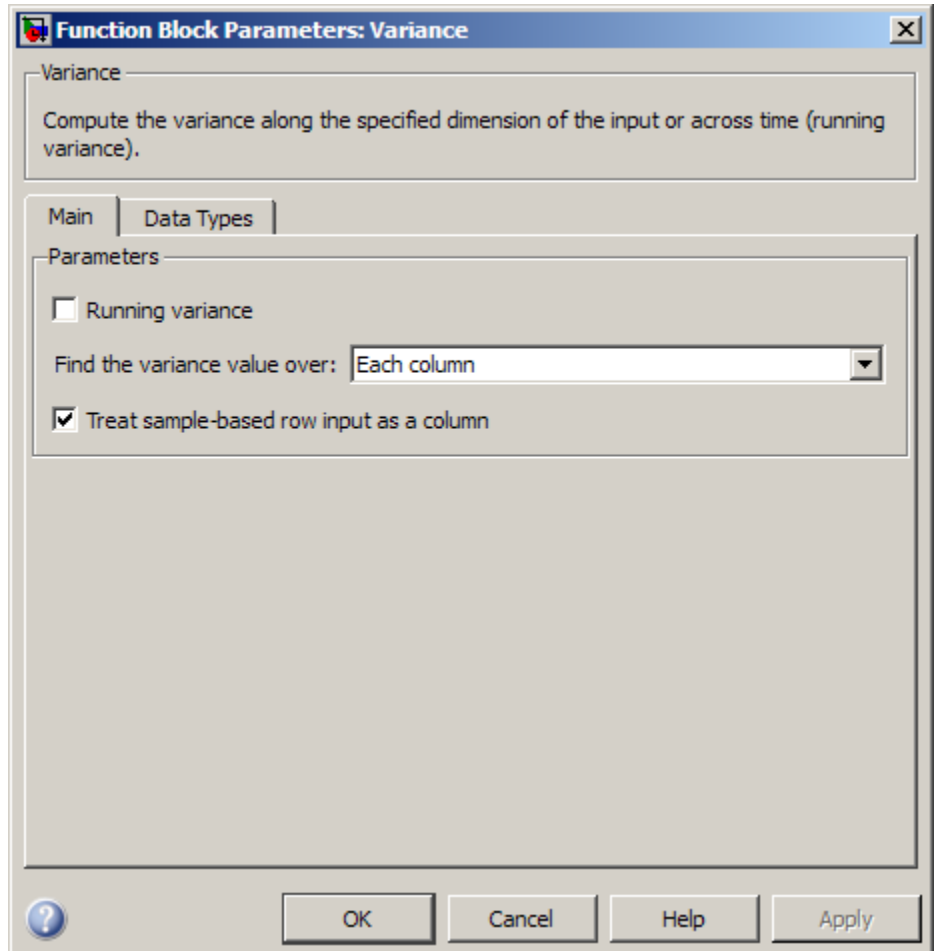 Function Block Parameters: Variance
Variance
Compute the variance along the specified dimension of the input or across time (running
variance).
Main Data Types
Parameters
Running variance
Find the variance value over: Each column
Treat sample-based row input as a column
OK Cancel Help Apply